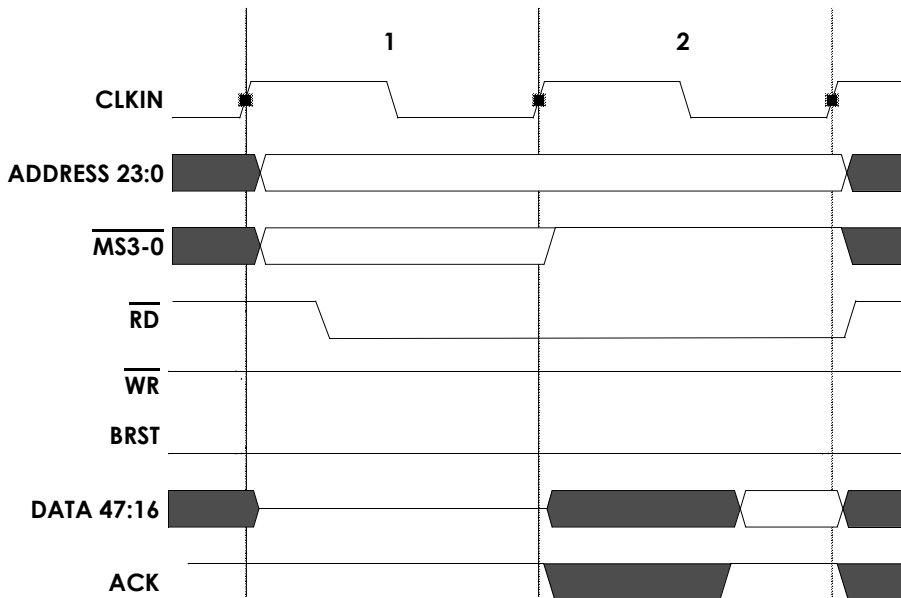 1 2
CLKIN
ADDRESS 23:0
MS3-0
RD
WR
BRST
DATA 47:16
ACK